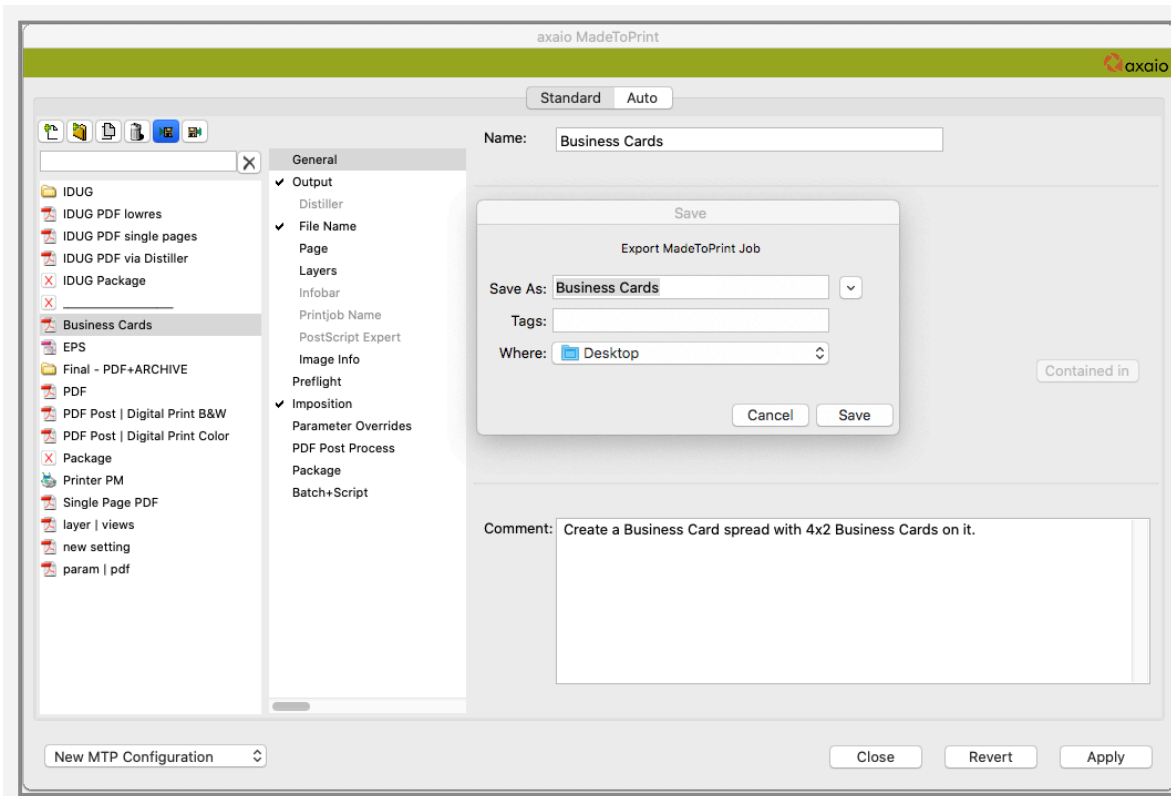 axaio MadeToPrint
axaio
Standard
Auto
IDUG
IDUG PDF lowres
IDUG PDF single pages
IDUG PDF via Distiller
IDUG Package
________________
Business Cards
EPS
Final - PDF+ARCHIVE
PDF
PDF Post | Digital Print B&W
PDF Post | Digital Print Color
Package
Printer PM
Single Page PDF
layer | views
new setting
param | pdf
General
Output
Distiller
File Name
Page
Layers
Infobar
Printjob Name
PostScript Expert
Image Info
Preflight
Imposition
Parameter Overrides
PDF Post Process
Package
Batch+Script
Name: Business Cards
Save
Export MadeToPrint Job
Save As: Business Cards
Tags:
Where: Desktop
Cancel
Save
Contained in
Comment: Create a Business Card spread with 4x2 Business Cards on it.
New MTP Configuration
Close
Revert
Apply